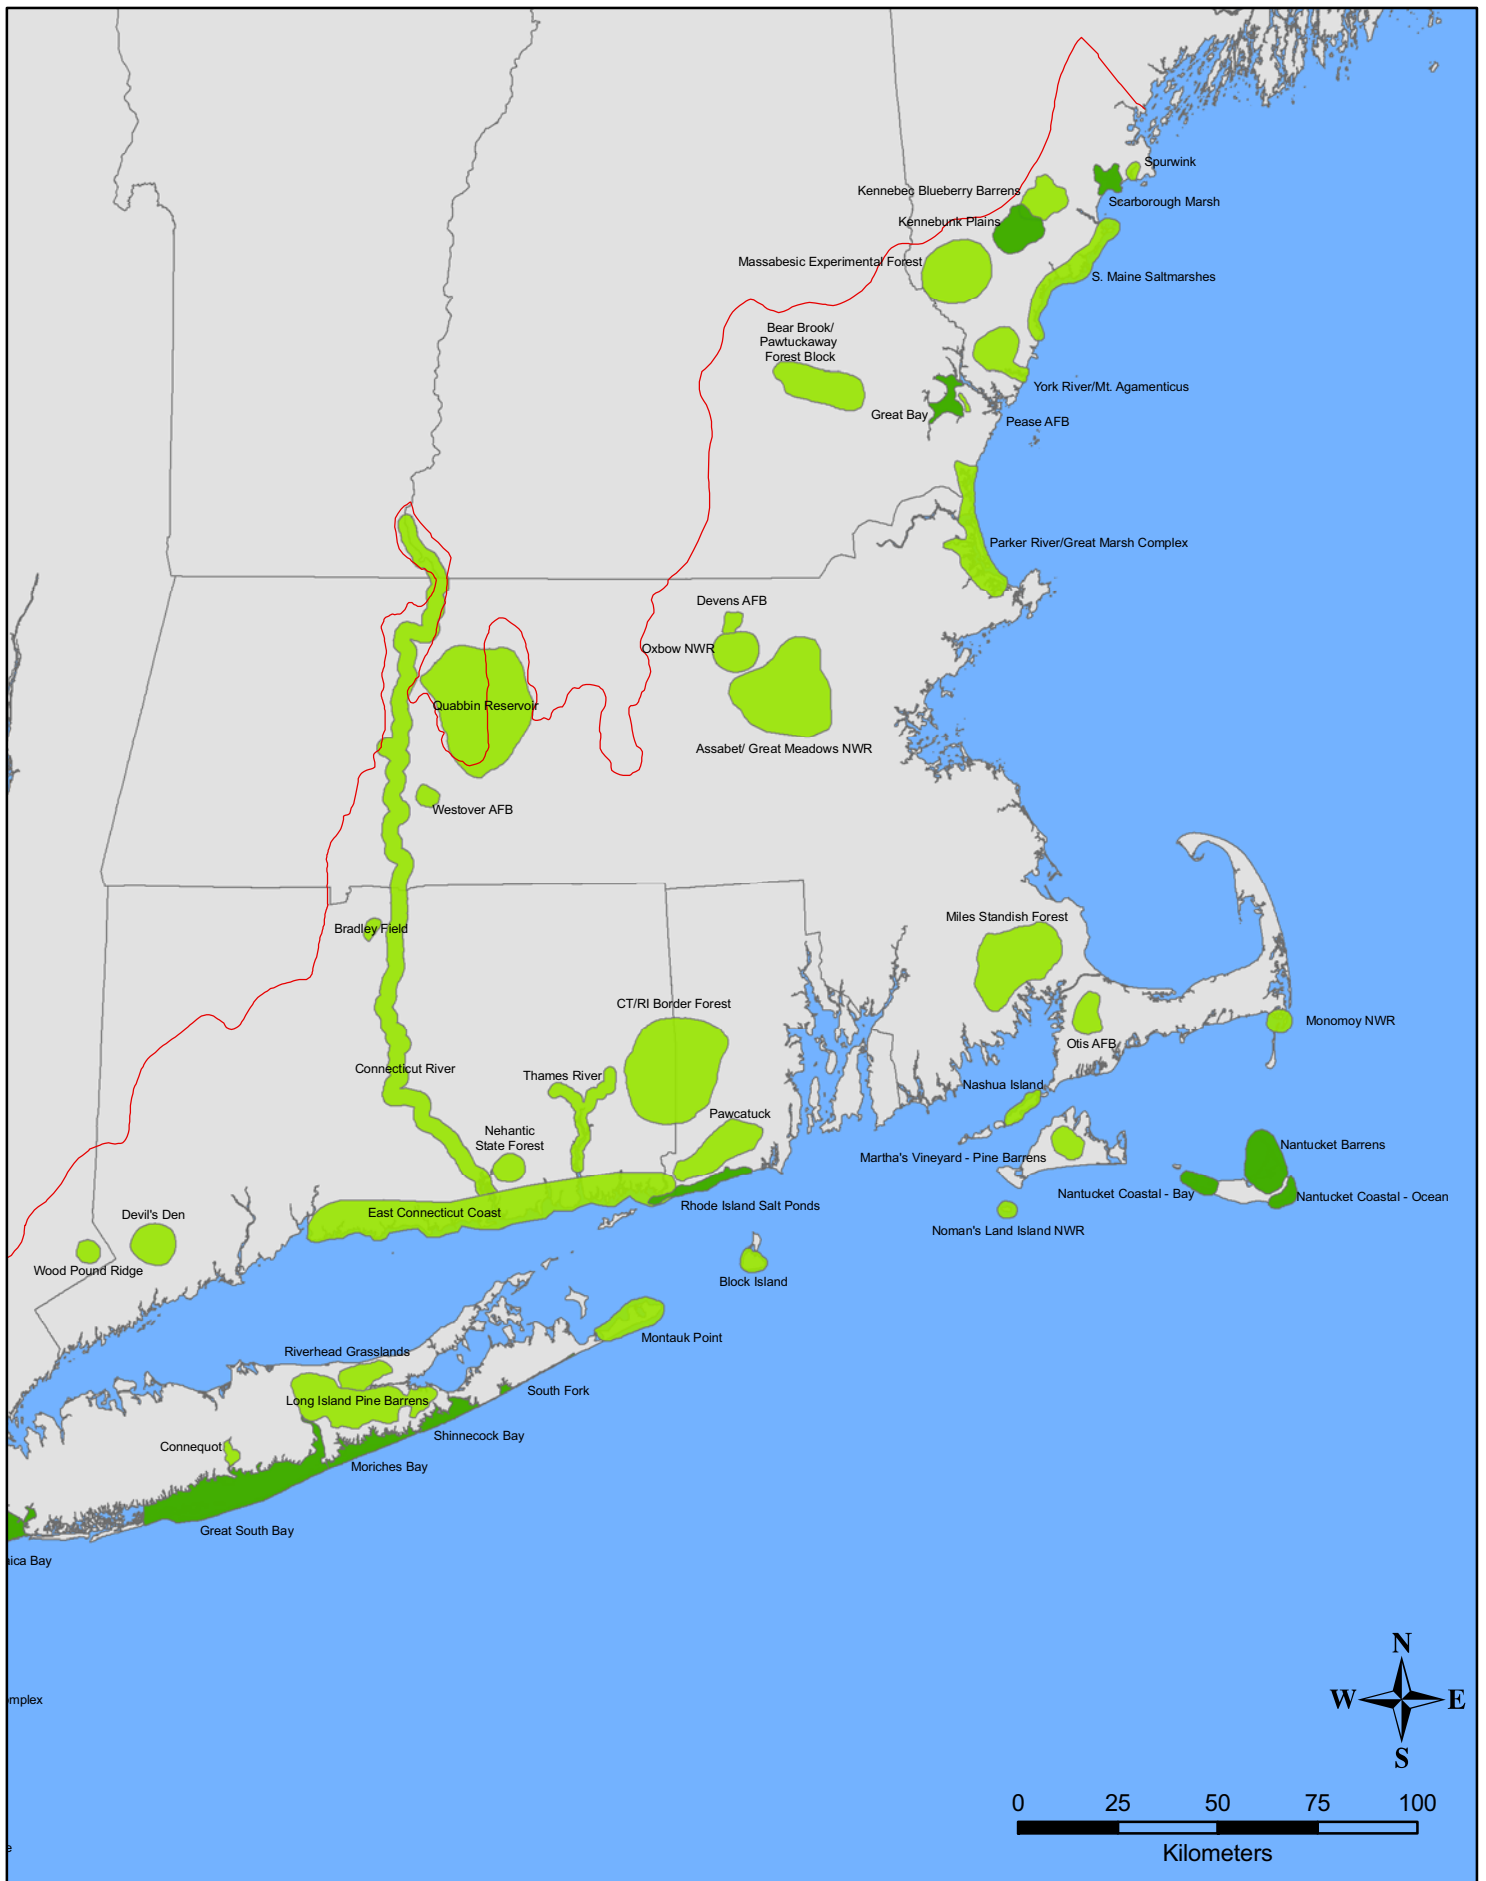 Spurwink
Kennebec Blueberry Barrens
Scarborough Marsh
Kennebunk Plains
Massabesic Experimental Forest
S. Maine Saltmarshes
Bear Brook/
Pawtuckaway
Forest Block
York River/Mt. Agamenticus
Great Bay
Pease AFB
Parker River/Great Marsh Complex
Devens AFB
Oxbow NWR
Quabbin Reservoir
Assabet/ Great Meadows NWR
Westover AFB
Miles Standish Forest
Bradley Field
CT/RI Border Forest
Monomoy NWR
Otis AFB
Connecticut River
Thames River
Nashua Island
Pawcatuck
Nehantic
State Forest
Nantucket Barrens
Martha's Vineyard - Pine Barrens
Nantucket Coastal - Bay
Nantucket Coastal - Ocean
Rhode Island Salt Ponds
East Connecticut Coast
Devil's Den
Noman's Land Island NWR
Wood Pound Ridge
Block Island
Montauk Point
Riverhead Grasslands
South Fork
Long Island Pine Barrens
Shinnecock Bay
Connequot
Moriches Bay
Great South Bay
aica Bay
N
omplex
W E
S
0 25 50 75 100
Kilometers
e